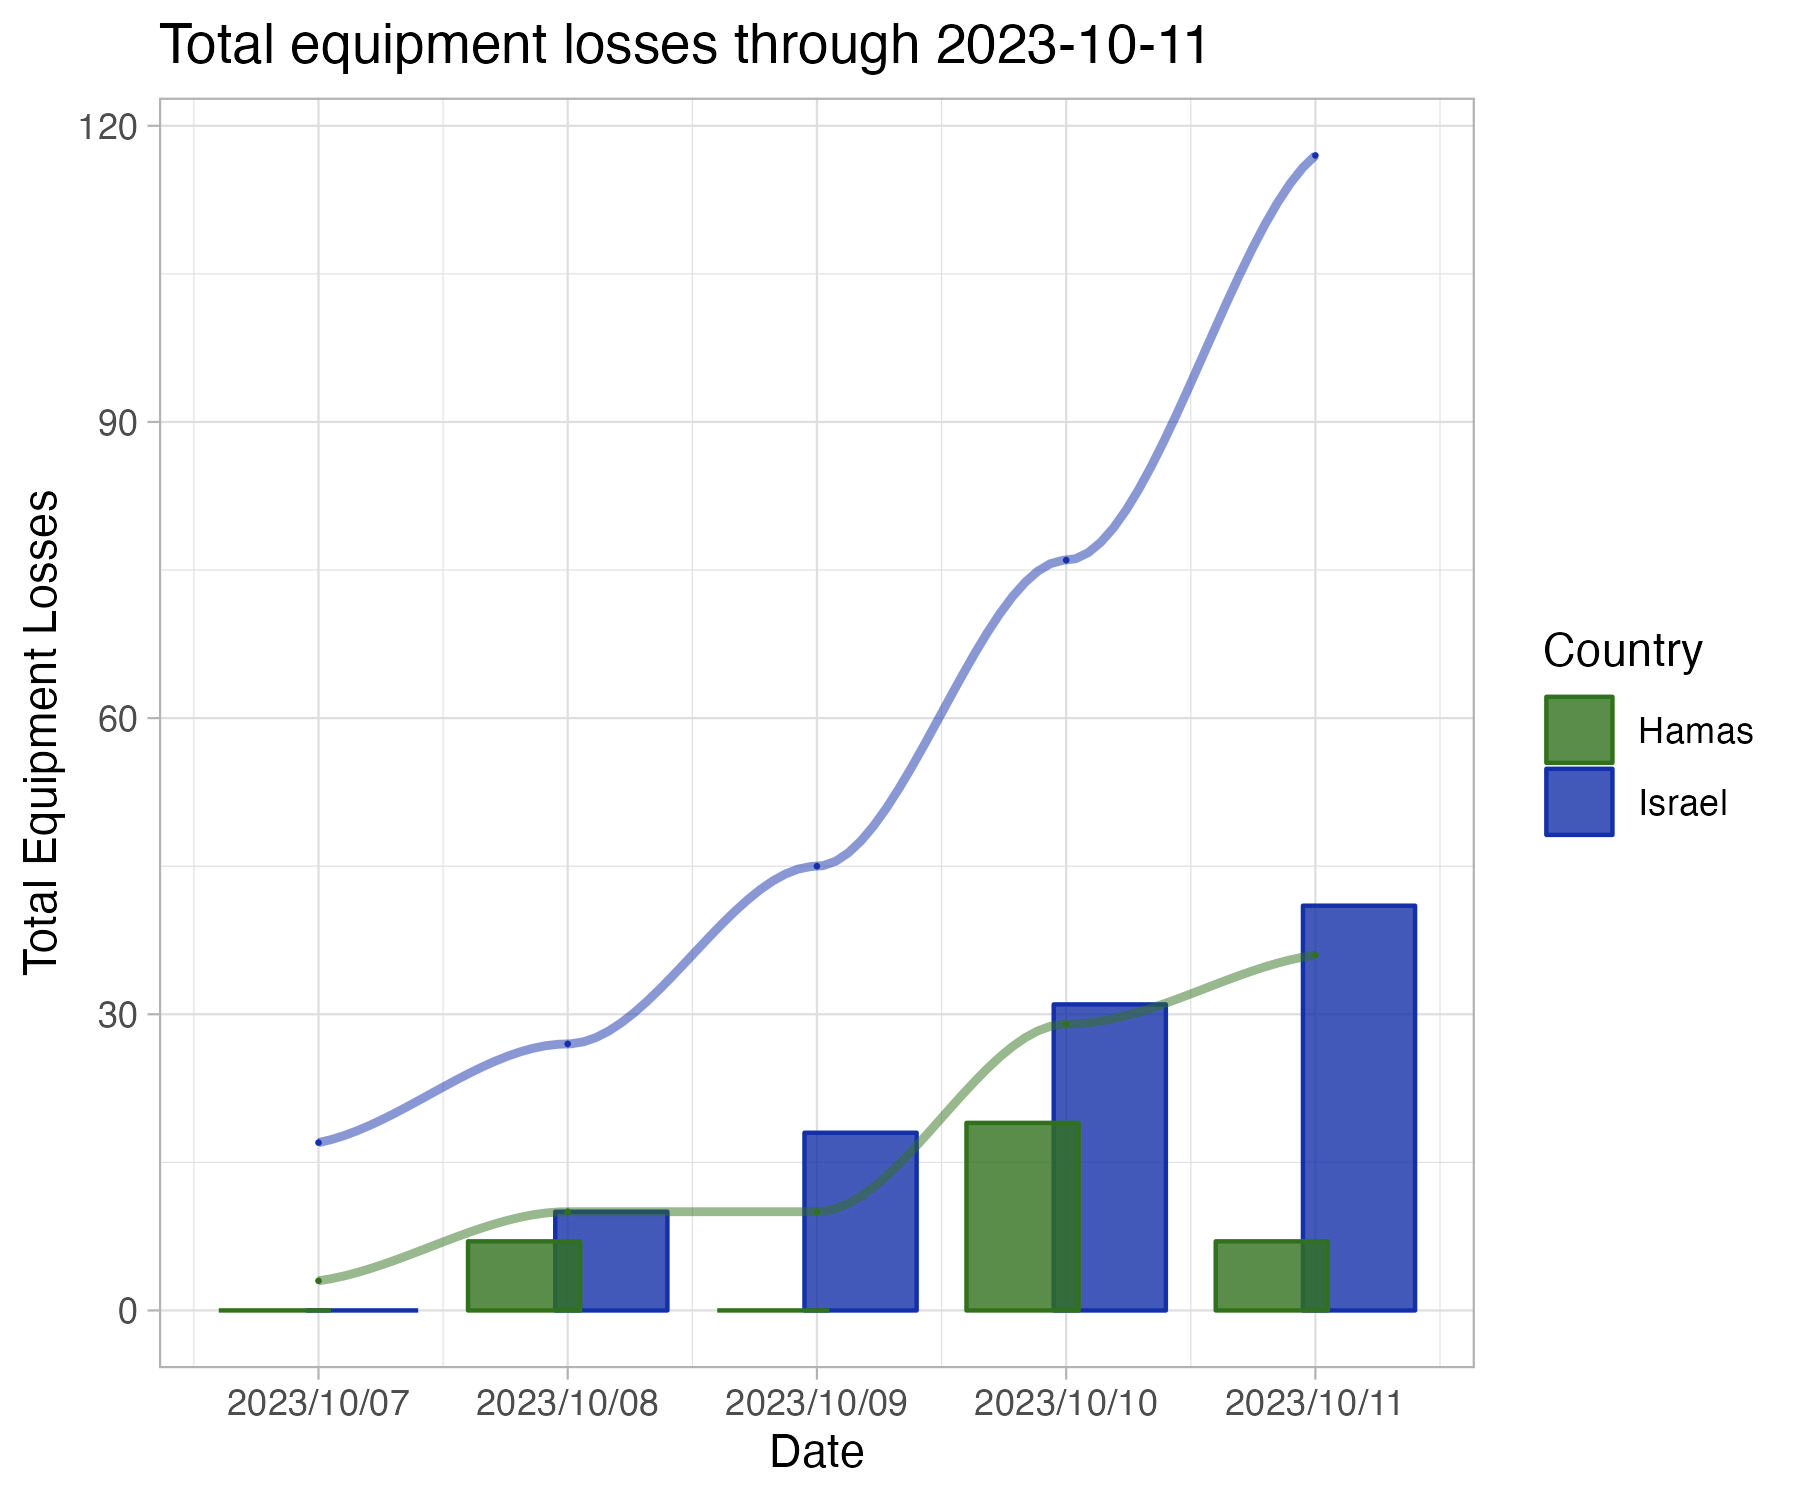 Total equipment losses through 2023-10-11
Total Equipment Losses
120
90
60
30
0
2023/10/07
2023/10/08
2023/10/09
2023/10/10
2023/10/11
Date
Country
Hamas
Israel